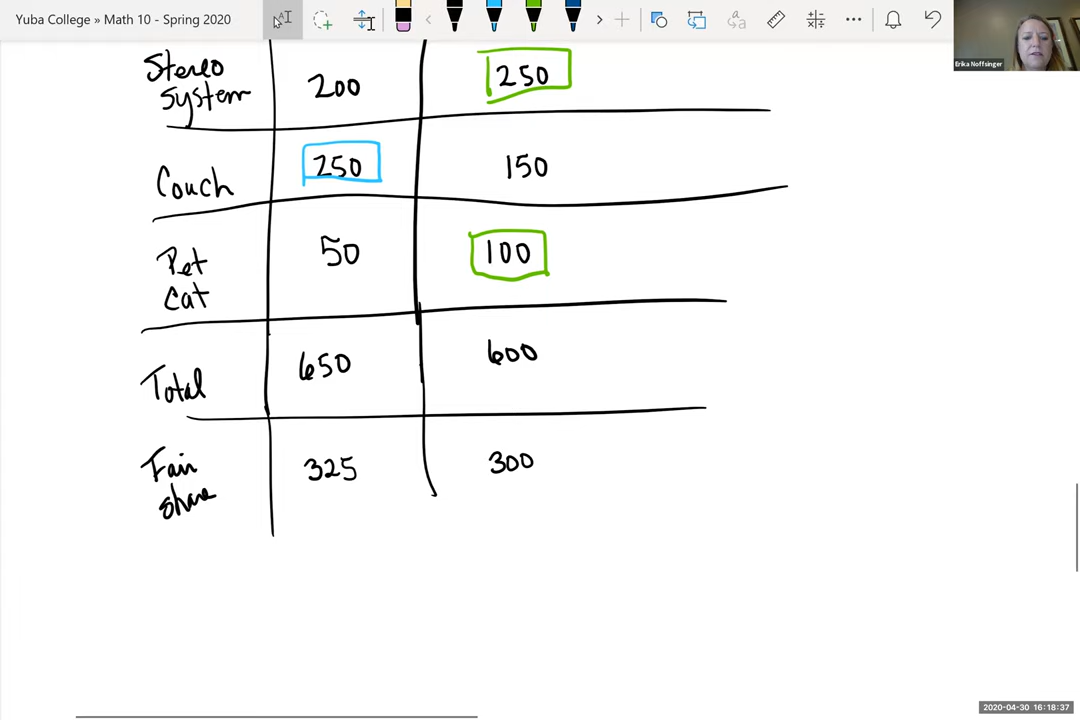 Yuba College » Math 10 - Spring 2020
Erika Noffsinger
Stereo
System 200 250
Couch 250 150
Pet
Cat 50 100
Total 650 600
Fair
share 325 300
2020-04-30 16:18:37